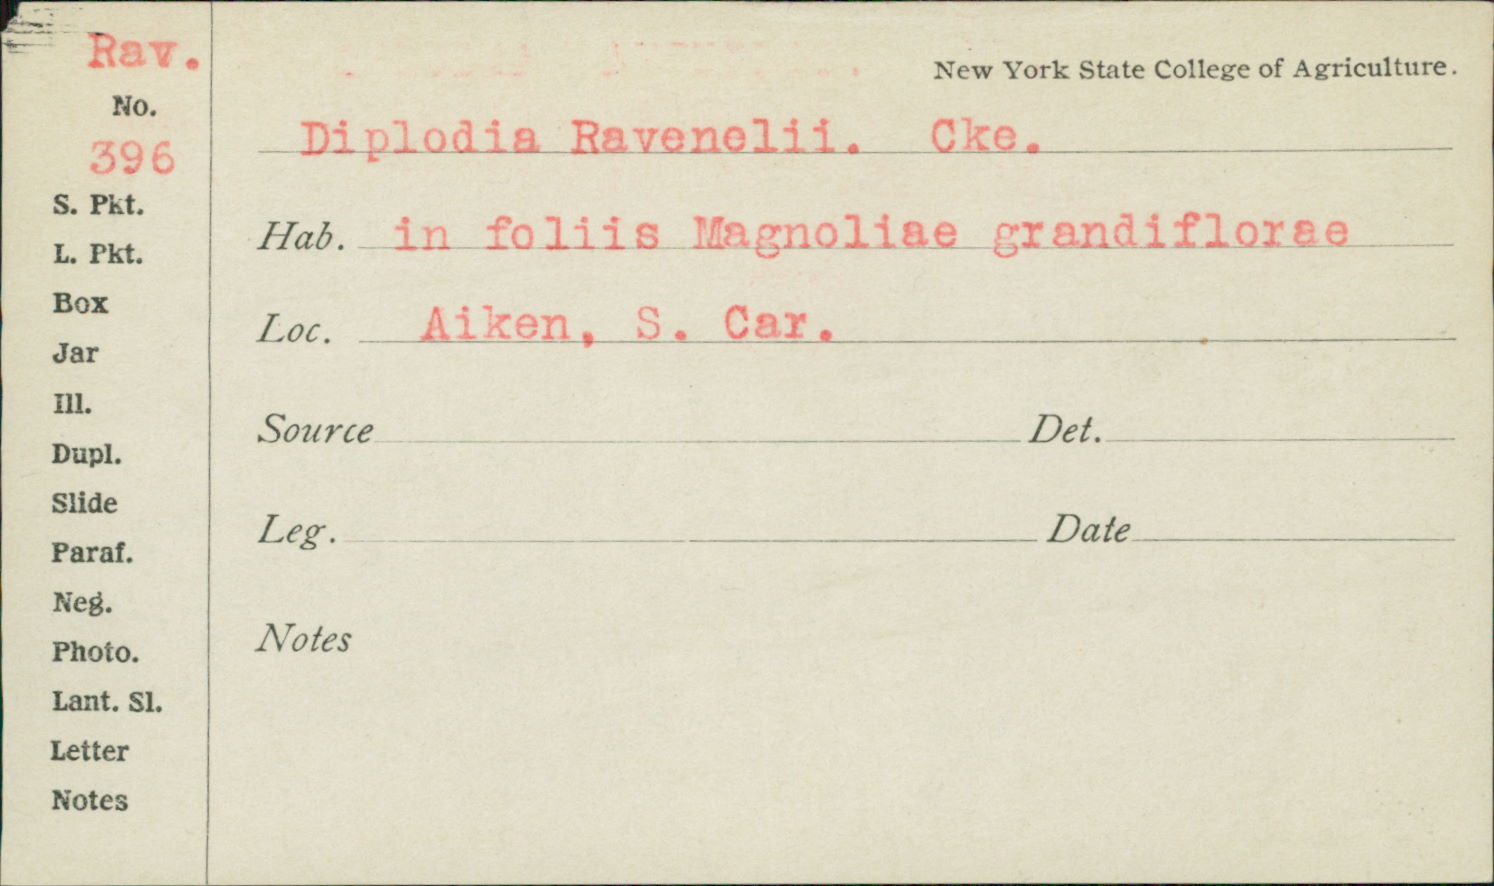 Rav.
No.
396
S. Pkt.
L. Pkt.
Box
Jar
Ill.
Dupl.
Slide
Paraf.
Neg.
Photo.
Lant. Sl.
Letter
Notes
New York State College of Agriculture.
Diplodia Ravenelii. Cke.
Hab. in foliis Magnoliae grandiflorae
Loc. Aiken, S. Car.
Source Det.
Leg. Date
Notes